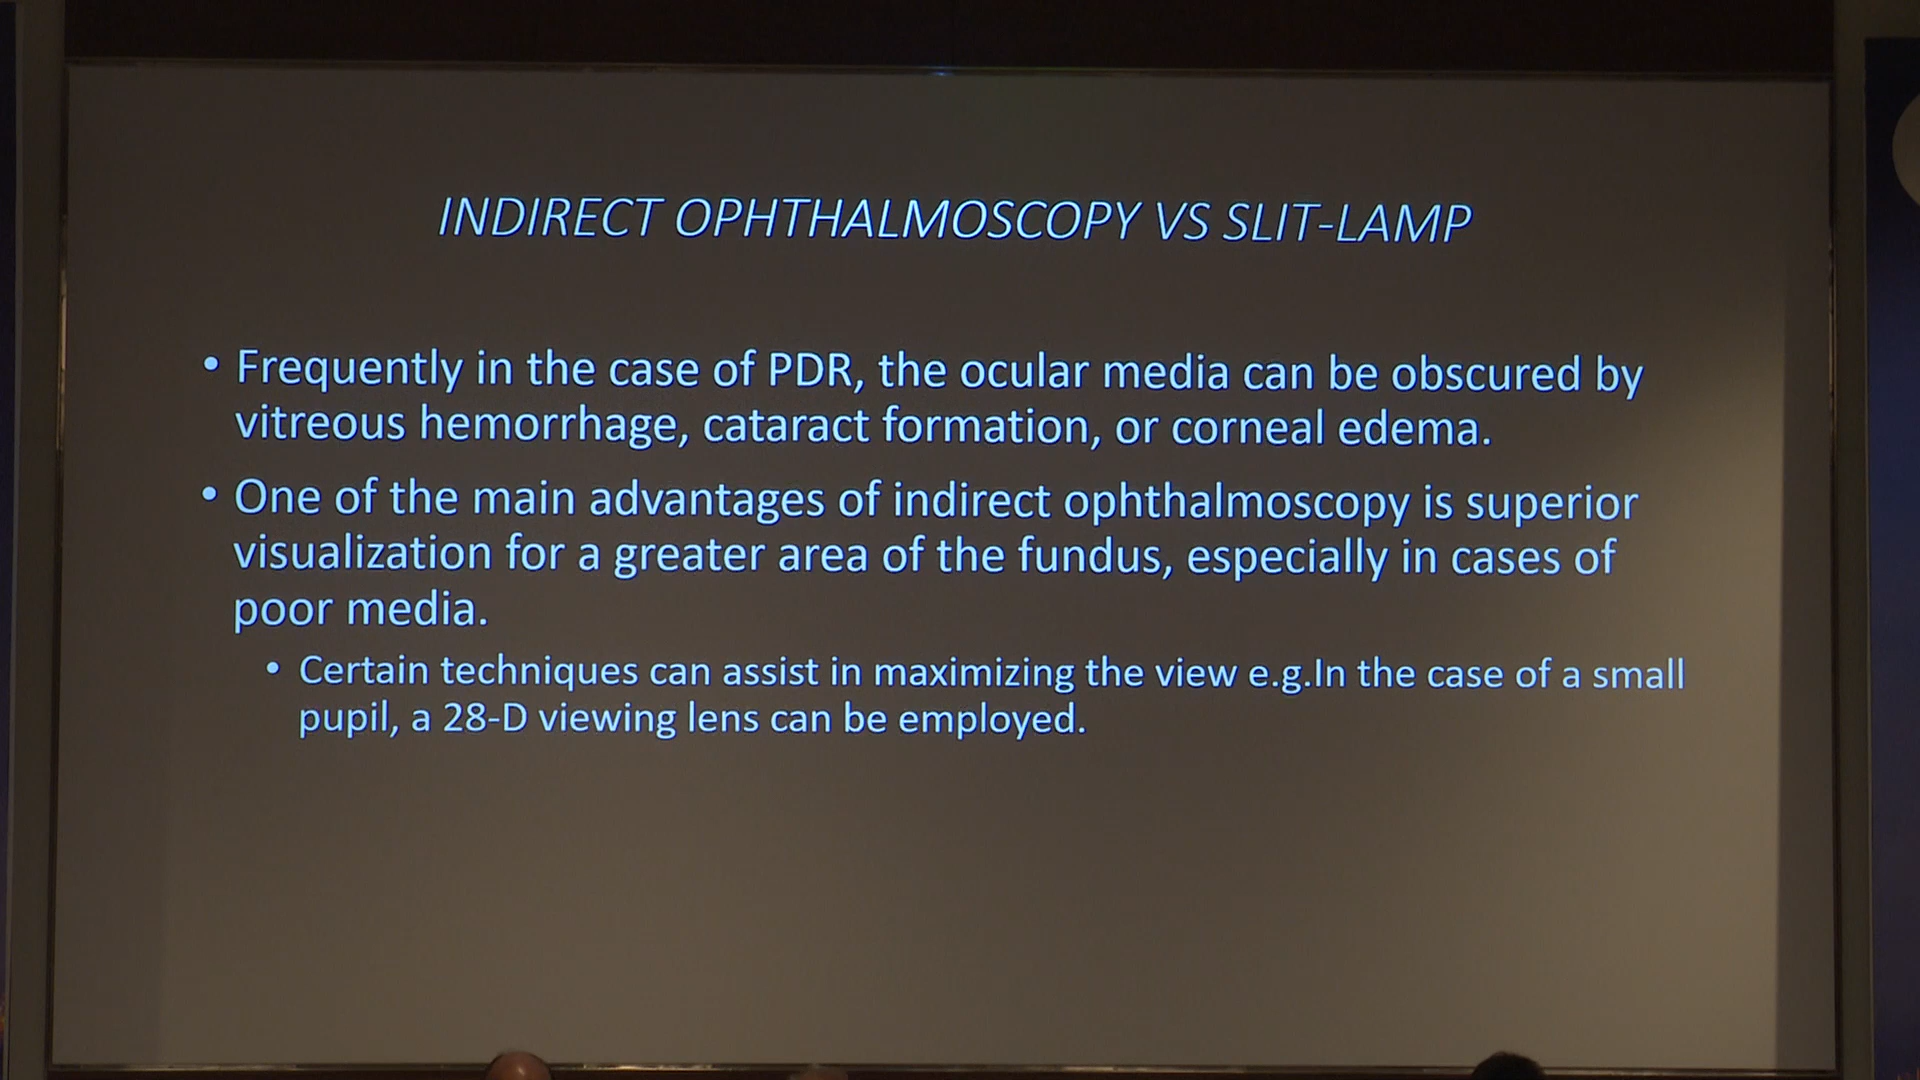 INDIRECT OPHTHALMOSCOPY VS SLIT-LAMP
• Frequently in the case of PDR, the ocular media can be obscured by
vitreous hemorrhage, cataract formation, or corneal edema.
• One of the main advantages of indirect ophthalmoscopy is superior
visualization for a greater area of the fundus, especially in cases of
poor media.
• Certain techniques can assist in maximizing the view e.g.In the case of a small
pupil, a 28-D viewing lens can be employed.